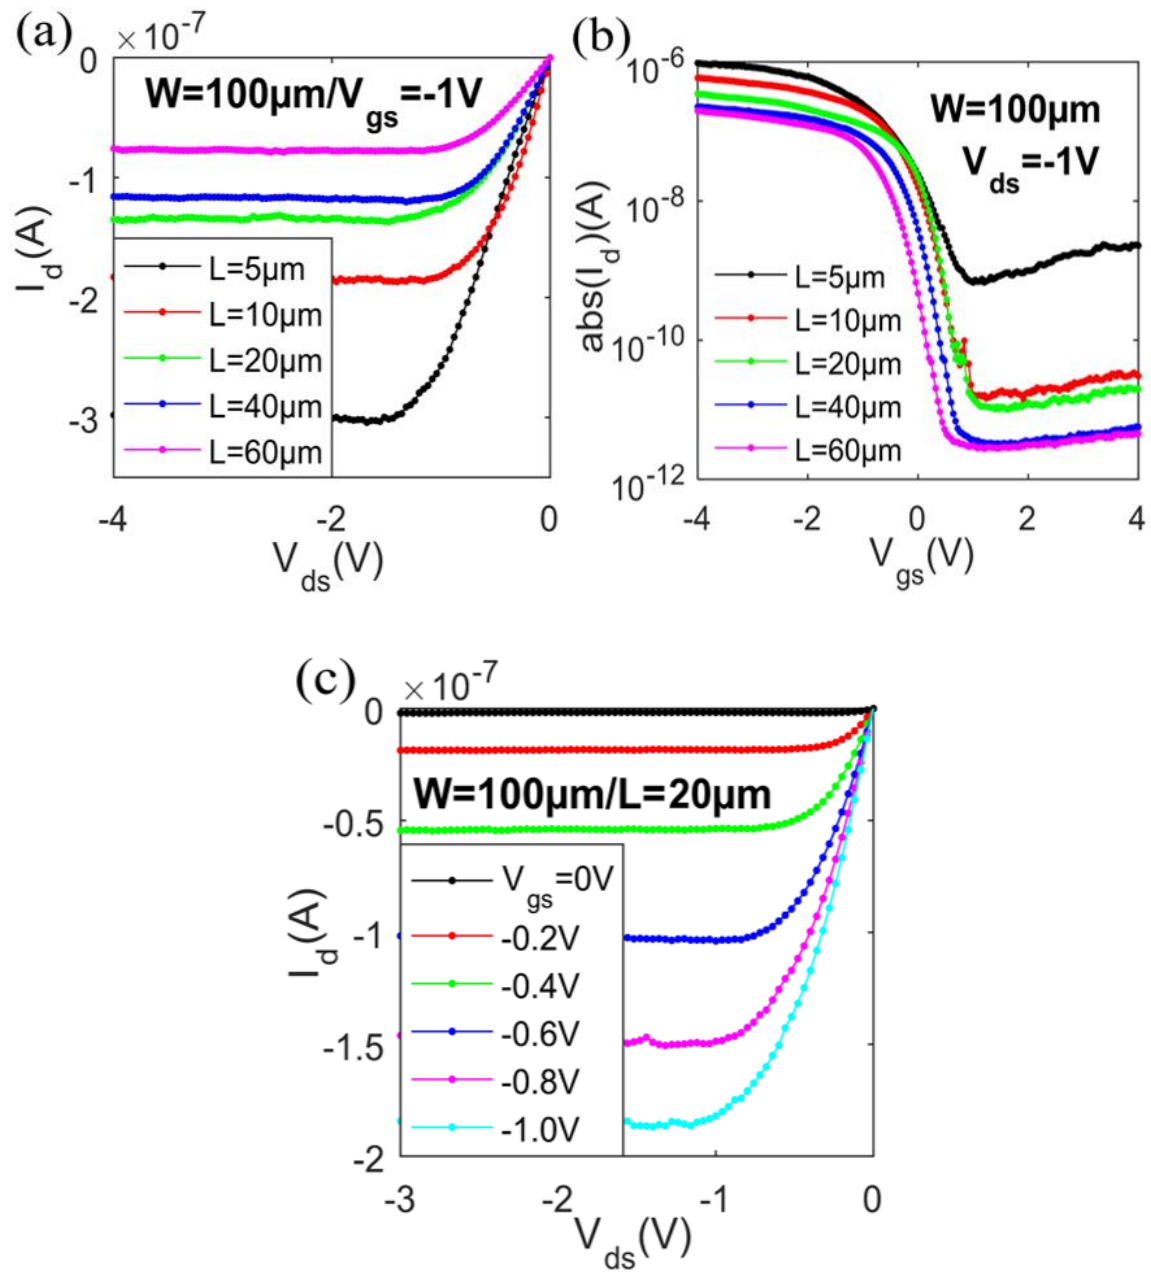 (a)
×10⁻⁷
W=100μm/V_gs=-1V
0
-1
-2
-3
I_d(A)
L=5μm
L=10μm
L=20μm
L=40μm
L=60μm
-4 -2 0
V_ds(V)
(b)
10⁻⁶
10⁻⁸
10⁻¹⁰
10⁻¹²
abs(I_d)(A)
W=100μm
V_ds=-1V
L=5μm
L=10μm
L=20μm
L=40μm
L=60μm
-4 -2 0 2 4
V_gs(V)
(c)
×10⁻⁷
0
-0.5
-1
-1.5
-2
I_d(A)
W=100μm/L=20μm
V_gs=0V
-0.2V
-0.4V
-0.6V
-0.8V
-1.0V
-3 -2 -1 0
V_ds(V)